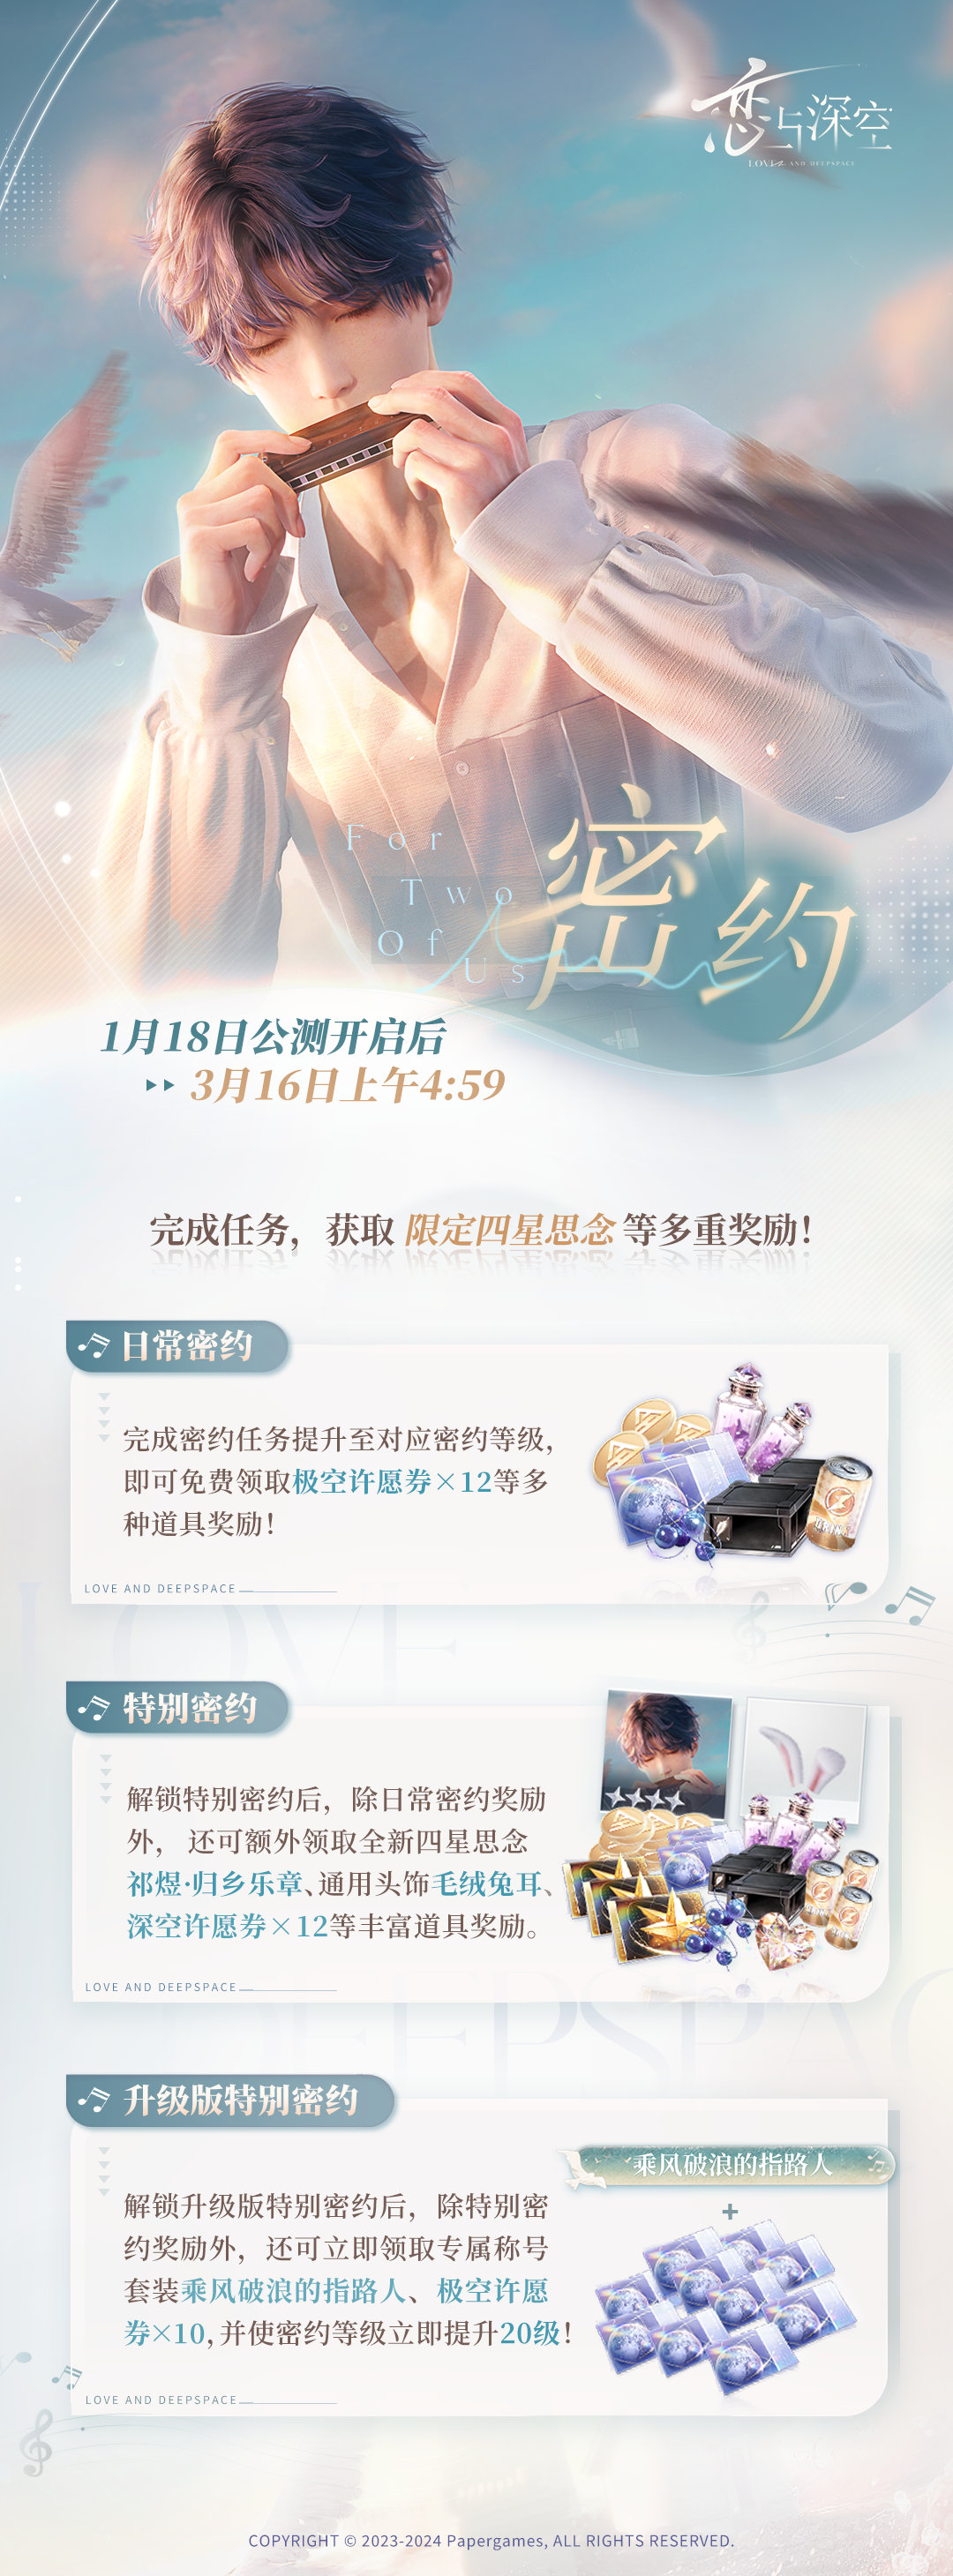 恋与深空
LOVE AND DEEPSPACE
For
Two
Of
Us
密约
1月18日公测开启后
3月16日上午4:59
完成任务，获取 限定四星思念 等多重奖励！
日常密约
完成密约任务提升至对应密约等级，
即可免费领取极空许愿券×12等多
种道具奖励！
LOVE AND DEEPSPACE
LOVE
特别密约
解锁特别密约后，除日常密约奖励
外， 还可额外领取全新四星思念
祁煜·归乡乐章、通用头饰毛绒兔耳、
深空许愿券×12等丰富道具奖励。
LOVE AND DEEPSPACE
DEEPSPAC
升级版特别密约
乘风破浪的指路人
+
解锁升级版特别密约后，除特别密
约奖励外，还可立即领取专属称号
套装乘风破浪的指路人、极空许愿
券×10，并使密约等级立即提升20级！
LOVE AND DEEPSPACE
COPYRIGHT © 2023-2024 Papergames, ALL RIGHTS RESERVED.